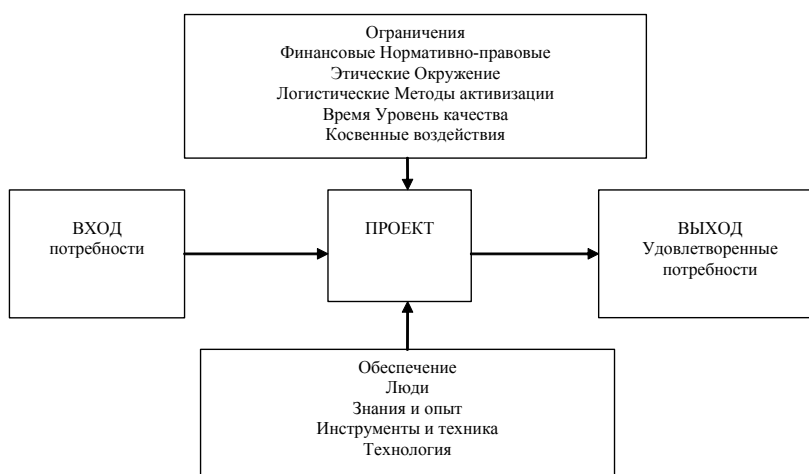 Ограничения
Финансовые Нормативно-правовые
Этические Окружение
Логистические Методы активизации
Время Уровень качества
Косвенные воздействия
ВХОД
потребности
ПРОЕКТ
ВЫХОД
Удовлетворенные
потребности
Обеспечение
Люди
Знания и опыт
Инструменты и техника
Технология